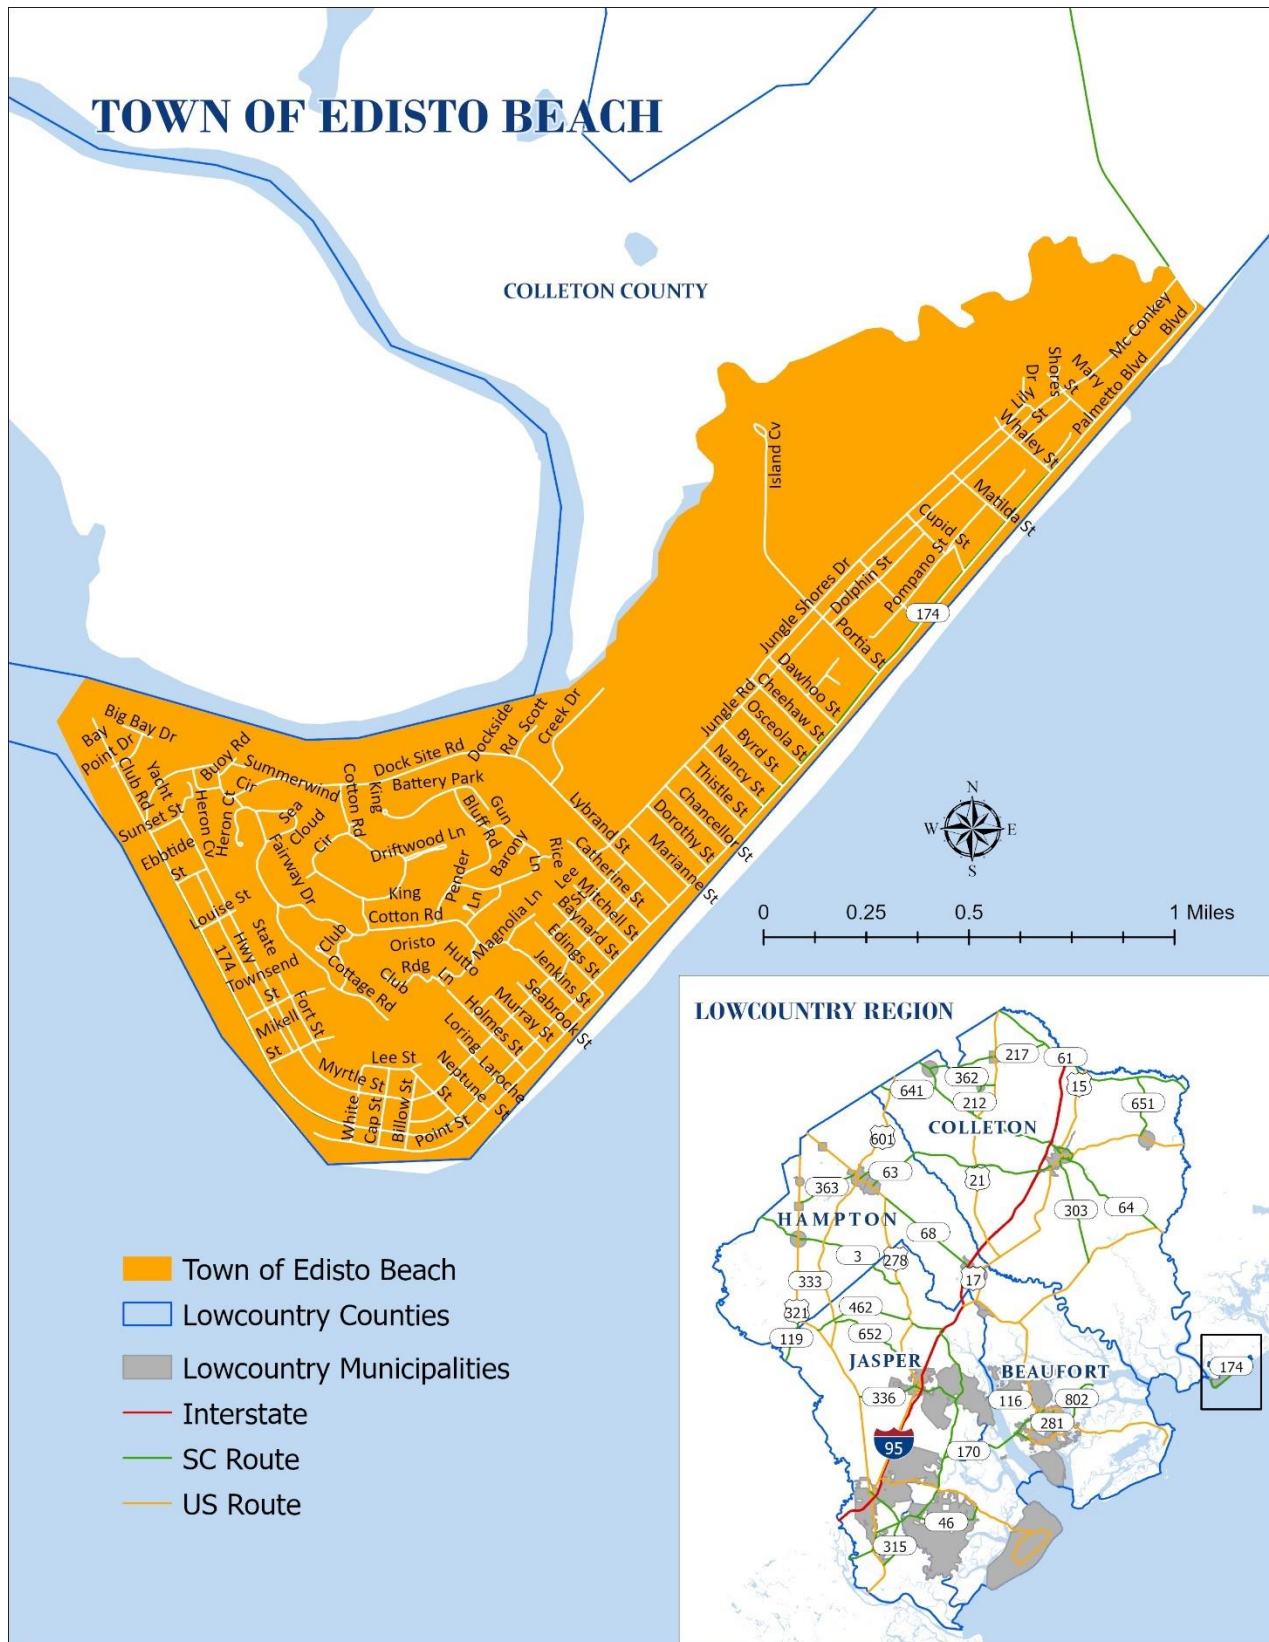 TOWN OF EDISTO BEACH
COLLETON COUNTY
Mc Conkey
Blvd
Shores
Dr
Mary
St
Palmetto Blvd
Lily
St
Whaley St
Island Cv
Matilda St
Cupid St
Pompano St
Dolphin St
Jungle Shores Dr
174
Portia St
Dawhoo St
Cheehaw St
Osceola St
Jungle Rd
Byrd St
Nancy St
Thistle St
Chancellor St
Dorothy St
Marianne St
Lybrand St
Catherine St
Mitchell St
Lee
St
Baynard St
Edings St
Jenkins St
Seabrook St
Murray St
Holmes St
Loring
Laroche
St
Neptune
St
Point St
Billow St
White
Cap St
Lee St
Myrtle St
Scott
Creek Dr
Dockside
Rd
Dock Site Rd
Battery Park
Big Bay Dr
Bay
Point Dr
Yacht
Club Rd
Buoy Rd
Summerwind
Cir
Sunset St
Heron Cv
Heron Ct
Sea
Cloud
Cir
King
Cotton Rd
Gun
Bluff Rd
Driftwood Ln
Barony
Ln
Rice
Ln
Pender
Ln
Ebbtide
St
Fairway Dr
King
Cotton Rd
Magnolia Ln
Louise St
State
Hwy
174
Club
Cottage Rd
Oristo
Rdg
Club
Hutto
Ln
Townsend
St
Fort St
Mikell
St
N
W
E
S
0
0.25
0.5
1 Miles
Town of Edisto Beach
Lowcountry Counties
Lowcountry Municipalities
Interstate
SC Route
US Route
LOWCOUNTRY REGION
217
61
362
641
15
212
651
COLLETON
601
63
21
363
303
64
HAMPTON
68
3
278
333
17
321
462
119
652
JASPER
BEAUFORT
174
336
116
802
281
95
170
46
315